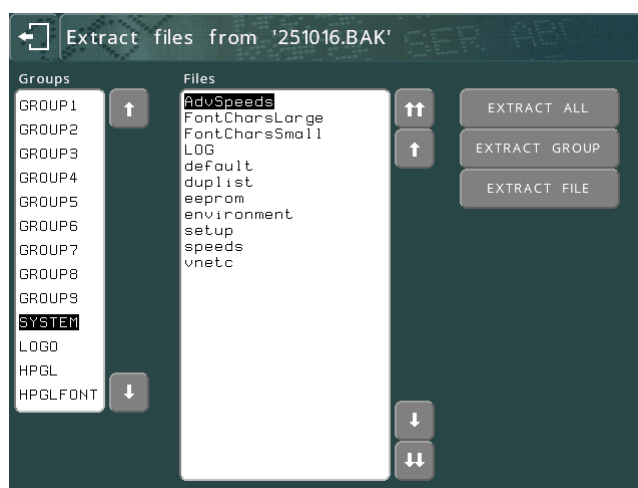 Extract files from '251016.BAK'
Groups
GROUP1
GROUP2
GROUP3
GROUP4
GROUP5
GROUP6
GROUP7
GROUP8
GROUP9
SYSTEM
LOGO
HPGL
HPGLFONT
Files
AdvSpeeds
FontCharsLarge
FontCharsSmall
LOG
default
duplist
eeprom
environment
setup
speeds
vnetc
EXTRACT ALL
EXTRACT GROUP
EXTRACT FILE